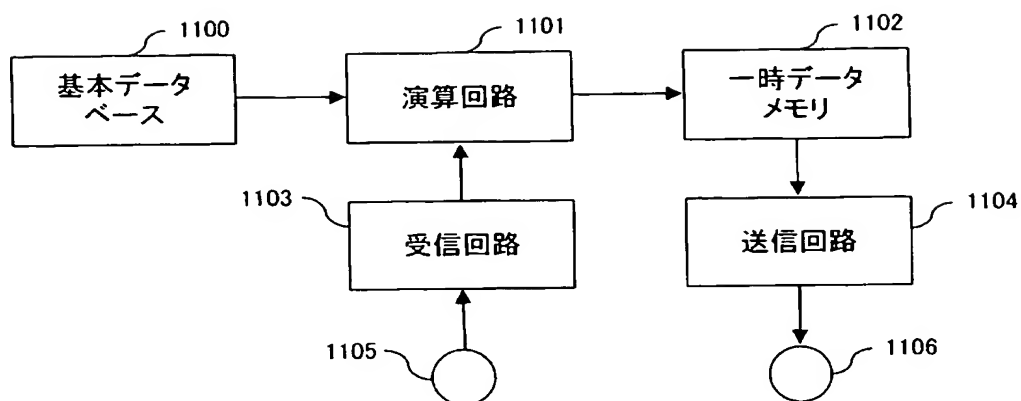 1100
1101
1102
基本データ
ベース
演算回路
一時データ
メモリ
1103
1104
受信回路
送信回路
1105
1106